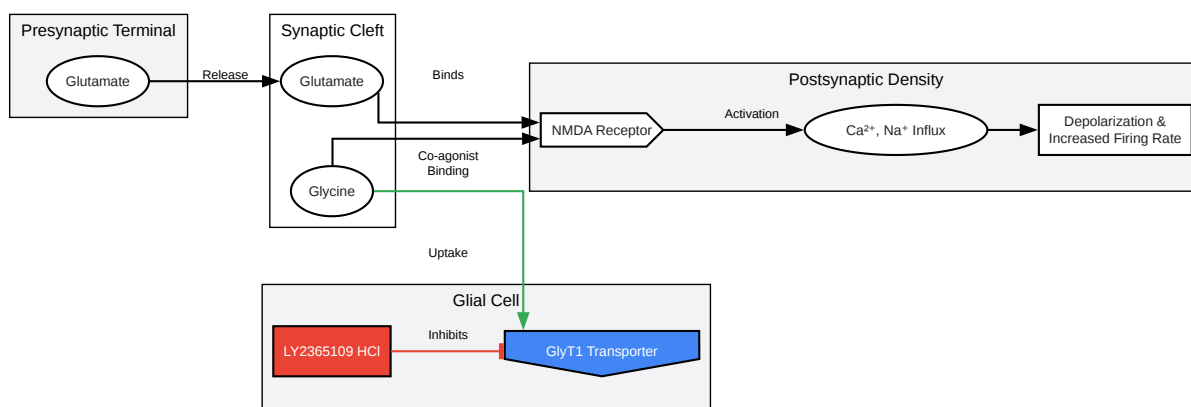 Presynaptic Terminal
Glutamate
Release
Synaptic Cleft
Glutamate
Glycine
Binds
Co-agonist
Binding
Uptake
Postsynaptic Density
NMDA Receptor
Activation
Ca²⁺, Na⁺ Influx
Depolarization &
Increased Firing Rate
Glial Cell
LY2365109 HCl
Inhibits
GlyT1 Transporter